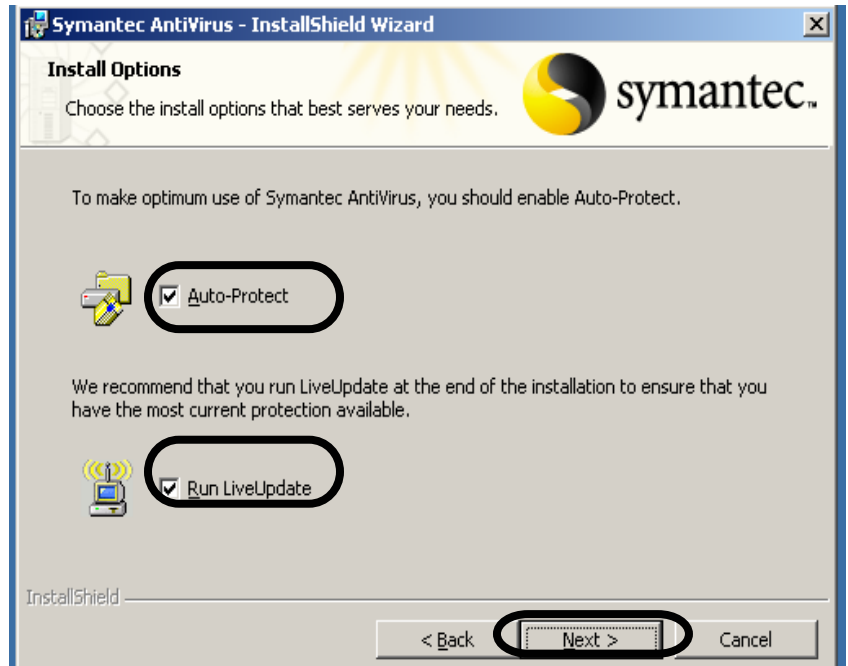 Symantec AntiVirus - InstallShield Wizard
Install Options
Choose the install options that best serves your needs.
symantec™
To make optimum use of Symantec AntiVirus, you should enable Auto-Protect.
Auto-Protect
We recommend that you run LiveUpdate at the end of the installation to ensure that you
have the most current protection available.
Run LiveUpdate
InstallShield
< Back Next > Cancel